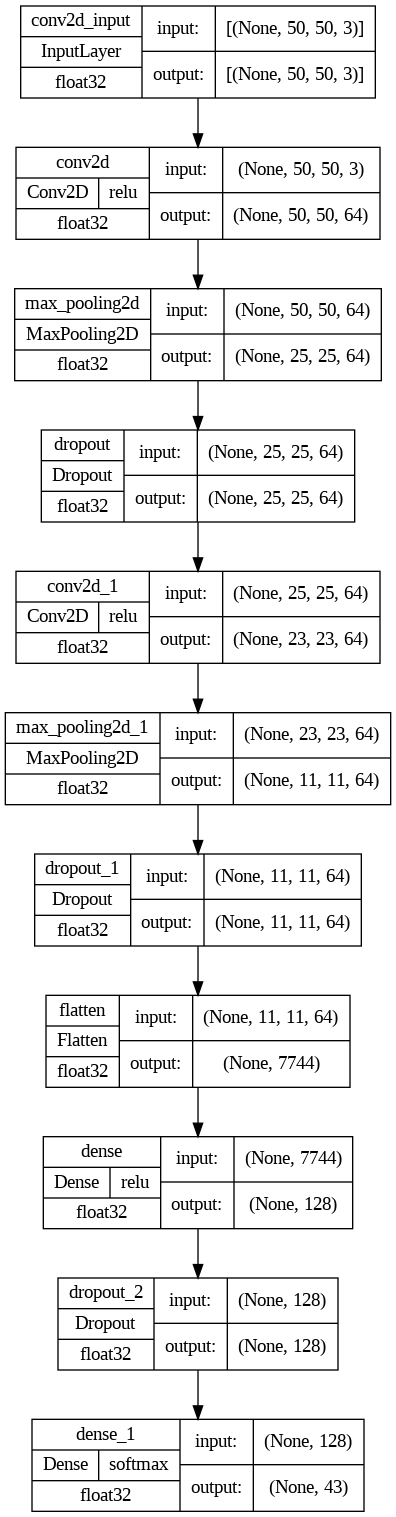 conv2d_input input: [(None, 50, 50, 3)]
InputLayer
float32 output: [(None, 50, 50, 3)]
conv2d input: (None, 50, 50, 3)
Conv2D relu
float32 output: (None, 50, 50, 64)
max_pooling2d input: (None, 50, 50, 64)
MaxPooling2D
float32 output: (None, 25, 25, 64)
dropout input: (None, 25, 25, 64)
Dropout
float32 output: (None, 25, 25, 64)
conv2d_1 input: (None, 25, 25, 64)
Conv2D relu
float32 output: (None, 23, 23, 64)
max_pooling2d_1 input: (None, 23, 23, 64)
MaxPooling2D
float32 output: (None, 11, 11, 64)
dropout_1 input: (None, 11, 11, 64)
Dropout
float32 output: (None, 11, 11, 64)
flatten input: (None, 11, 11, 64)
Flatten
float32 output: (None, 7744)
dense input: (None, 7744)
Dense relu
float32 output: (None, 128)
dropout_2 input: (None, 128)
Dropout
float32 output: (None, 128)
dense_1 input: (None, 128)
Dense softmax
float32 output: (None, 43)